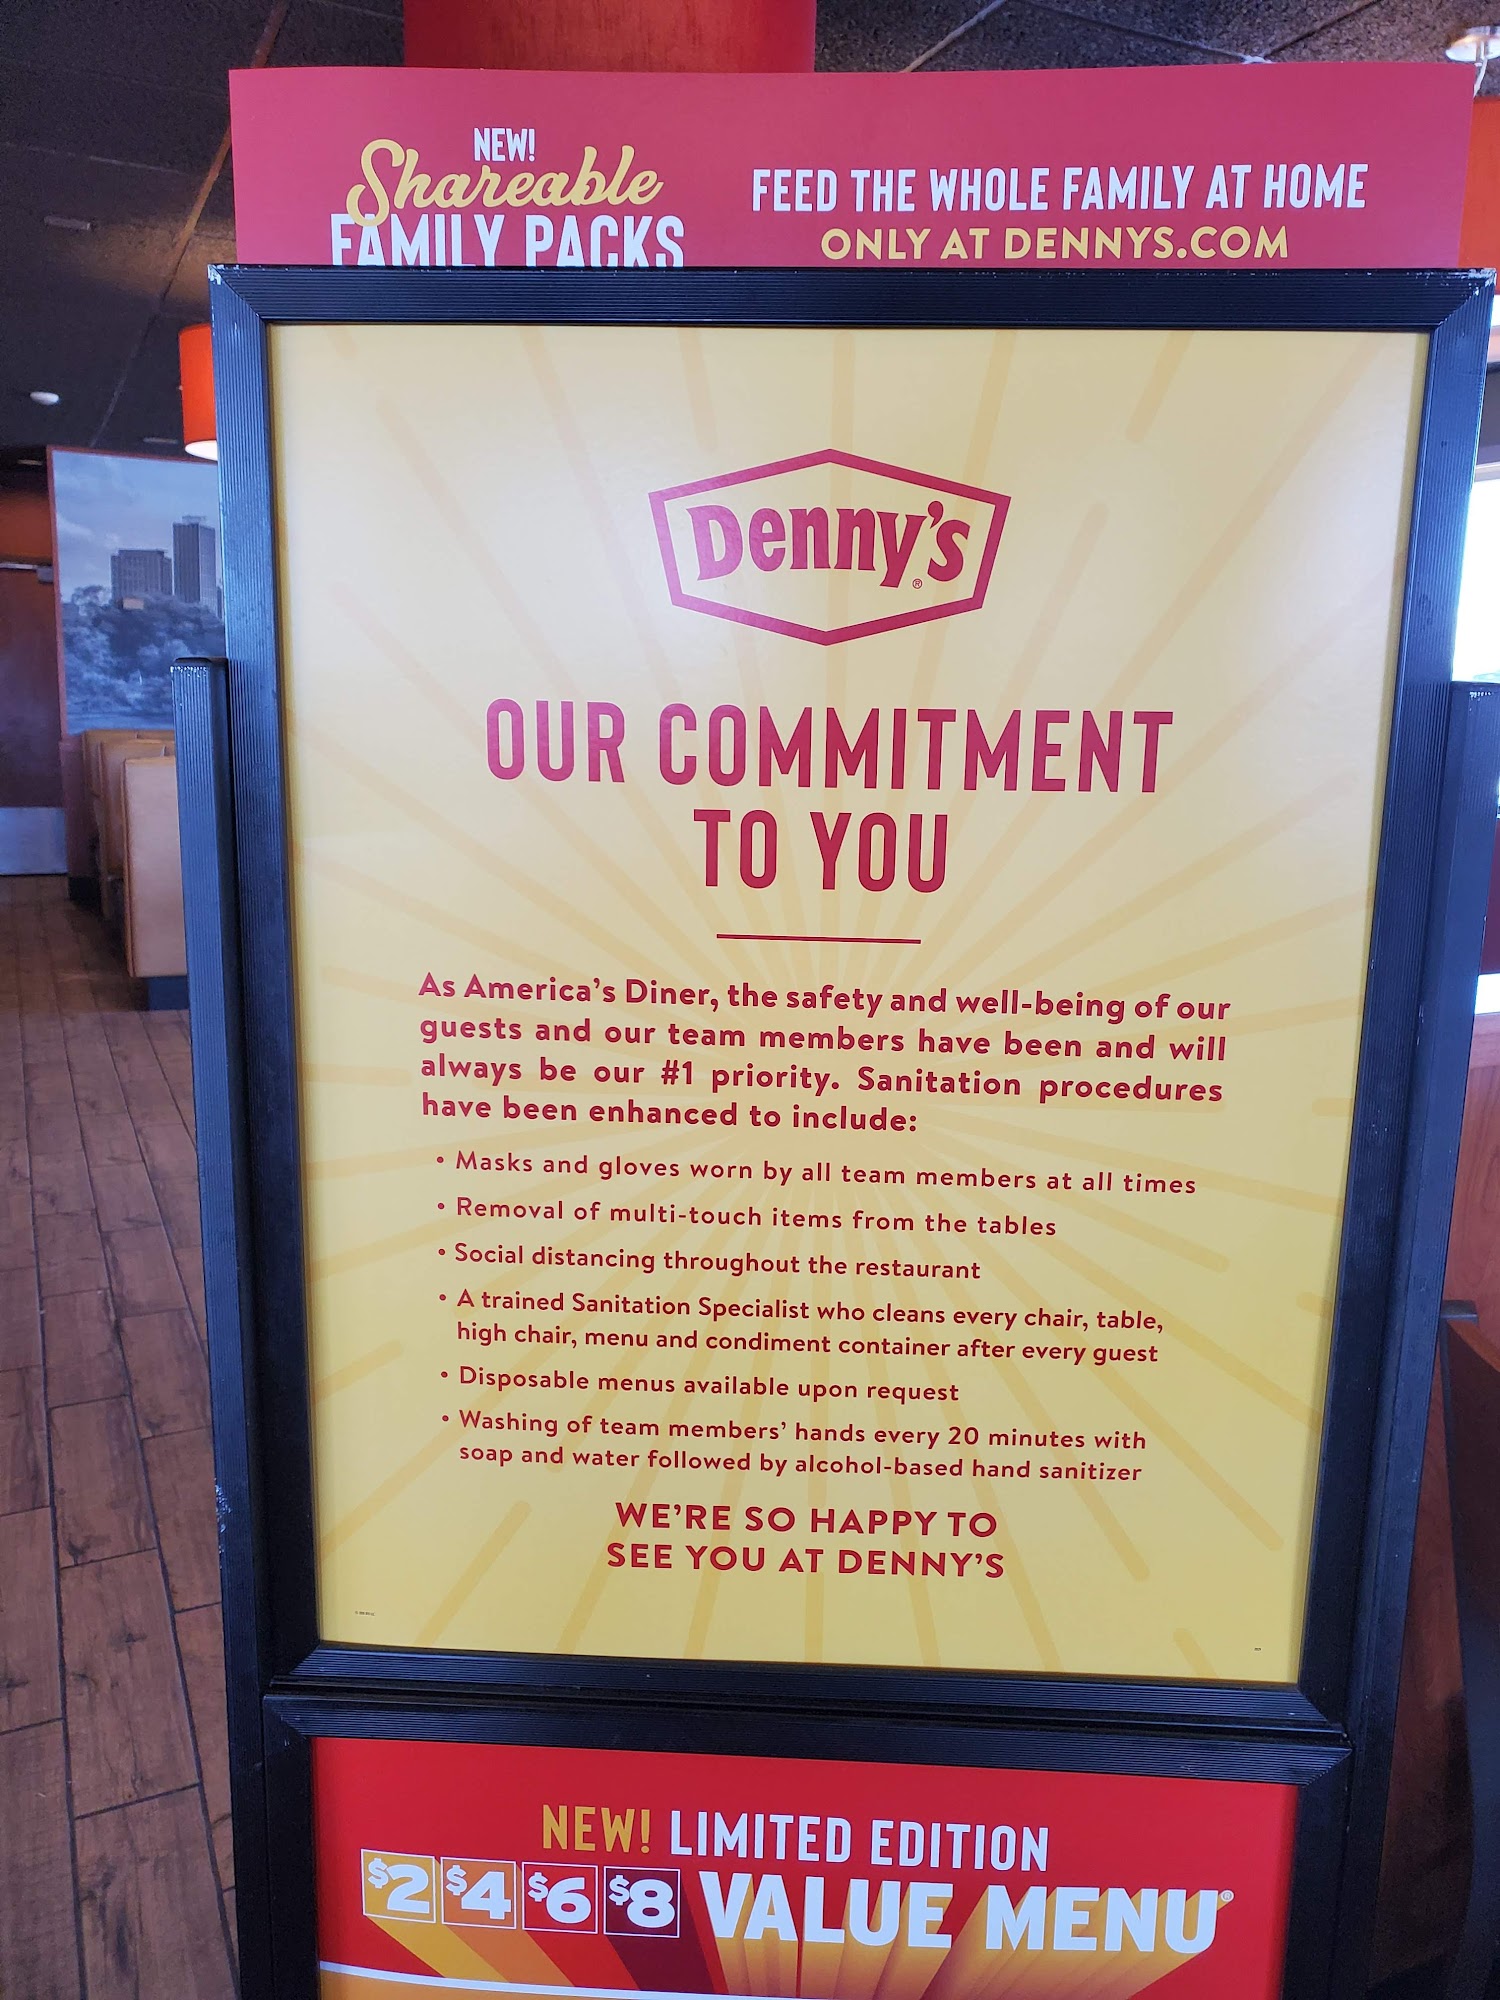 NEW!
Shareable
FAMILY PACKS
FEED THE WHOLE FAMILY AT HOME
ONLY AT DENNYS.COM
Denny's®
OUR COMMITMENT
TO YOU
As America's Diner, the safety and well-being of our
guests and our team members have been and will
always be our #1 priority. Sanitation procedures
have been enhanced to include:
• Masks and gloves worn by all team members at all times
• Removal of multi-touch items from the tables
• Social distancing throughout the restaurant
• A trained Sanitation Specialist who cleans every chair, table,
high chair, menu and condiment container after every guest
• Disposable menus available upon request
• Washing of team members' hands every 20 minutes with
soap and water followed by alcohol-based hand sanitizer
WE'RE SO HAPPY TO
SEE YOU AT DENNY'S
NEW! LIMITED EDITION
$2 $4 $6 $8 VALUE MENU®